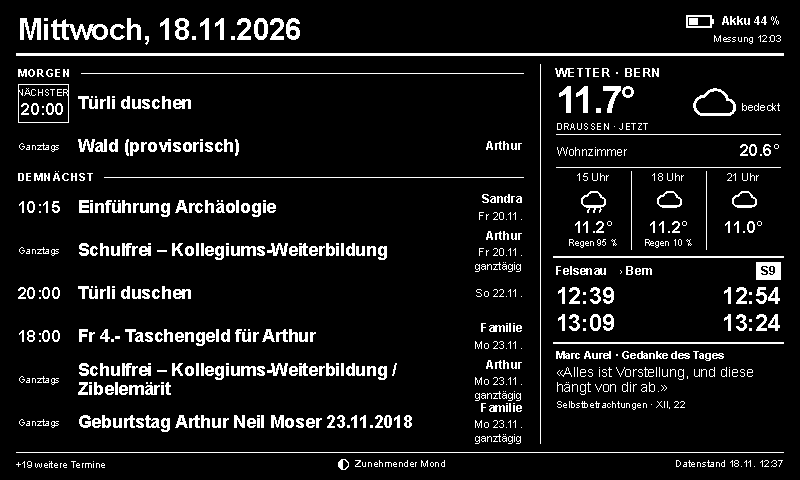 Mittwoch, 18.11.2026
Akku 44 %
Messung 12:03
MORGEN
NÄCHSTER
20:00 Türli duschen
Ganztags Wald (provisorisch) Arthur
DEMNÄCHST
10:15 Einführung Archäologie Sandra
Fr 20.11.
Ganztags Schulfrei – Kollegiums-Weiterbildung Arthur
Fr 20.11.
ganztägig
20:00 Türli duschen So 22.11.
18:00 Fr 4.- Taschengeld für Arthur Familie
Mo 23.11.
Ganztags Schulfrei – Kollegiums-Weiterbildung / Zibelemärit Arthur
Mo 23.11.
ganztägig
Ganztags Geburtstag Arthur Neil Moser 23.11.2018 Familie
Mo 23.11.
ganztägig
WETTER · BERN
11.7° bedeckt
DRAUSSEN · JETZT
Wohnzimmer 20.6°
15 Uhr 18 Uhr 21 Uhr
11.2° 11.2° 11.0°
Regen 95 % Regen 10 %
Felsenau → Bern S9
12:39 12:54
13:09 13:24
Marc Aurel · Gedanke des Tages
«Alles ist Vorstellung, und diese
hängt von dir ab.»
Selbstbetrachtungen · XII, 22
+19 weitere Termine
Zunehmender Mond
Datenstand 18.11. 12:37